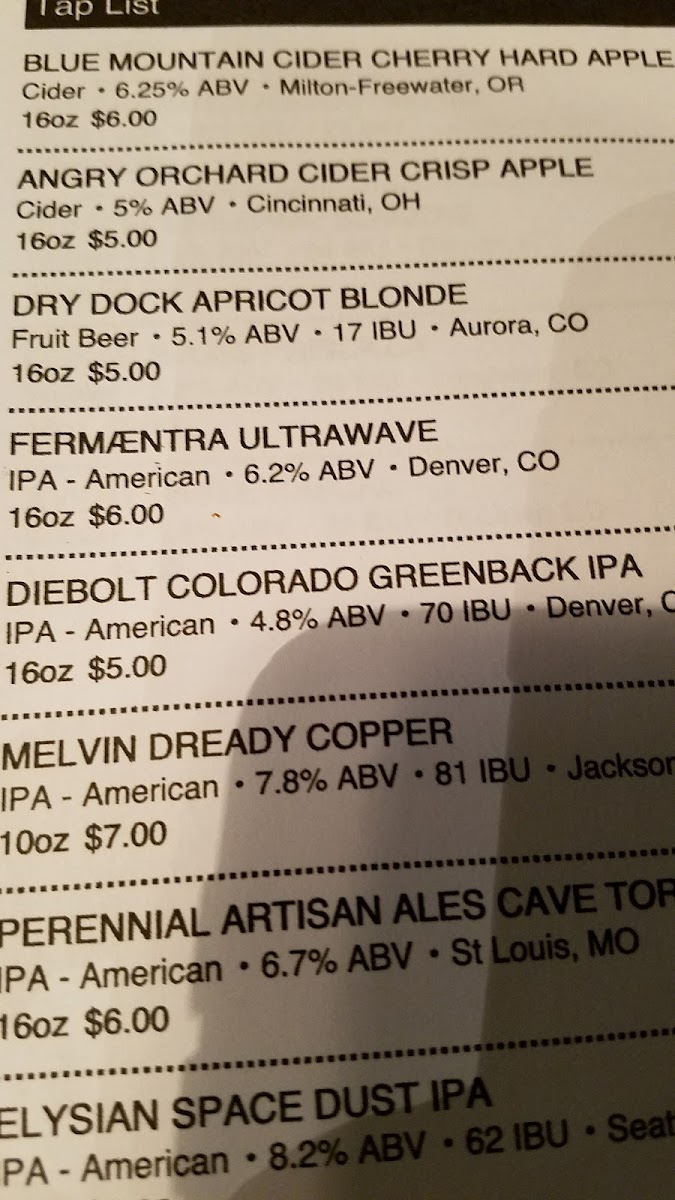 Tap List
BLUE MOUNTAIN CIDER CHERRY HARD APPLE
Cider • 6.25% ABV • Milton-Freewater, OR
16oz $6.00
ANGRY ORCHARD CIDER CRISP APPLE
Cider • 5% ABV • Cincinnati, OH
16oz $5.00
DRY DOCK APRICOT BLONDE
Fruit Beer • 5.1% ABV • 17 IBU • Aurora, CO
16oz $5.00
FERMÆNTRA ULTRAWAVE
IPA - American • 6.2% ABV • Denver, CO
16oz $6.00
DIEBOLT COLORADO GREENBACK IPA
IPA - American • 4.8% ABV • 70 IBU • Denver, C
16oz $5.00
MELVIN DREADY COPPER
IPA - American • 7.8% ABV • 81 IBU • Jackson
10oz $7.00
PERENNIAL ARTISAN ALES CAVE TOR
IPA - American • 6.7% ABV • St Louis, MO
16oz $6.00
ELYSIAN SPACE DUST IPA
IPA - American • 8.2% ABV • 62 IBU • Seat